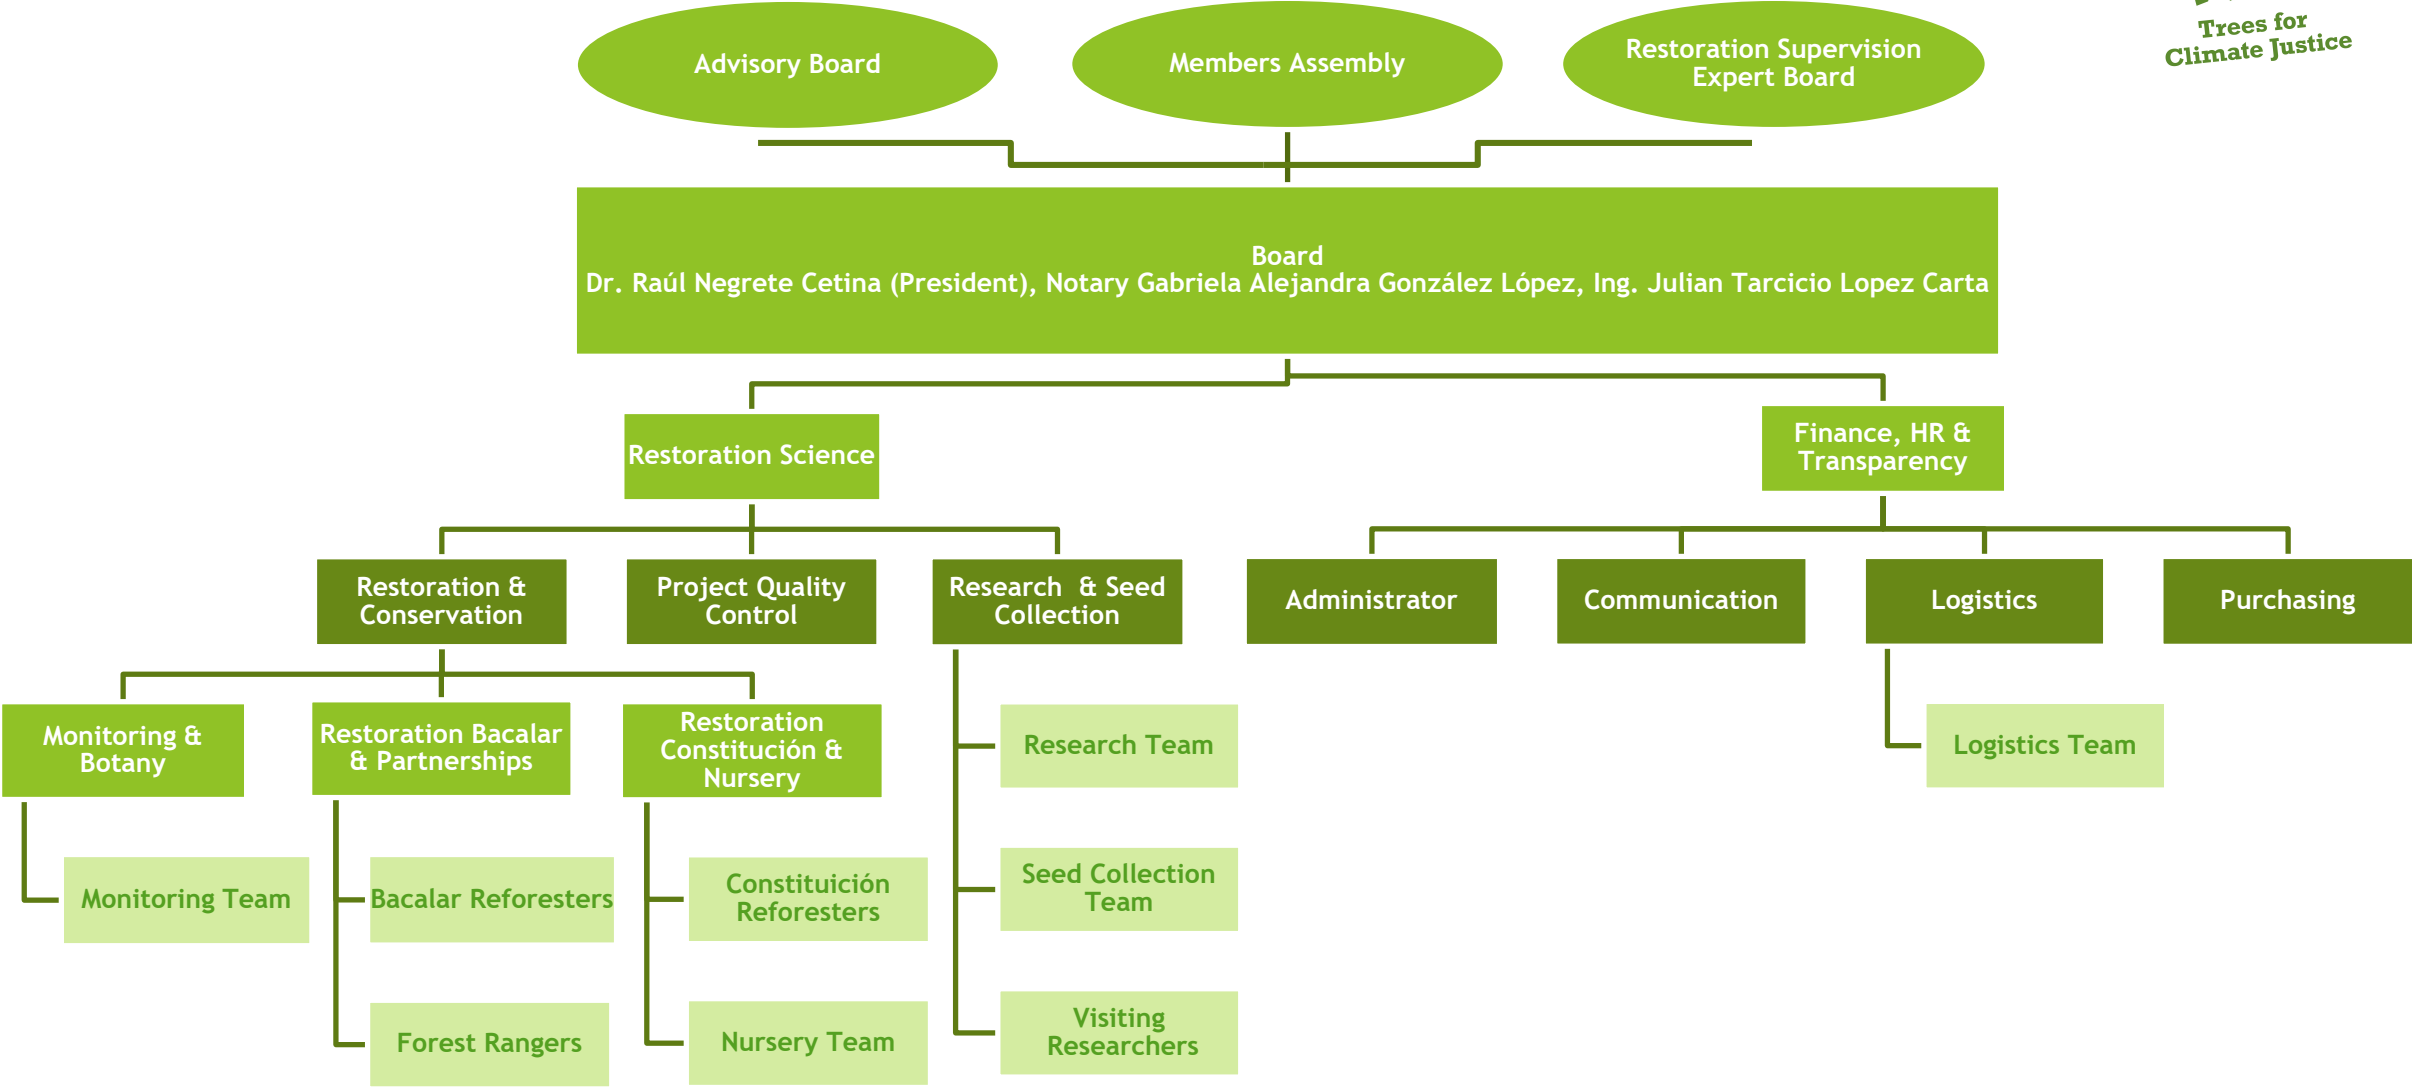 Trees for
Climate Justice
Advisory Board
Members Assembly
Restoration Supervision
Expert Board
Board
Dr. Raúl Negrete Cetina (President), Notary Gabriela Alejandra González López, Ing. Julian Tarcicio Lopez Carta
Restoration Science
Finance, HR &
Transparency
Restoration &
Conservation
Project Quality
Control
Research & Seed
Collection
Administrator
Communication
Logistics
Purchasing
Monitoring &
Botany
Restoration Bacalar
& Partnerships
Restoration
Constitución &
Nursery
Research Team
Logistics Team
Monitoring Team
Bacalar Reforesters
Constituición
Reforesters
Seed Collection
Team
Forest Rangers
Nursery Team
Visiting
Researchers